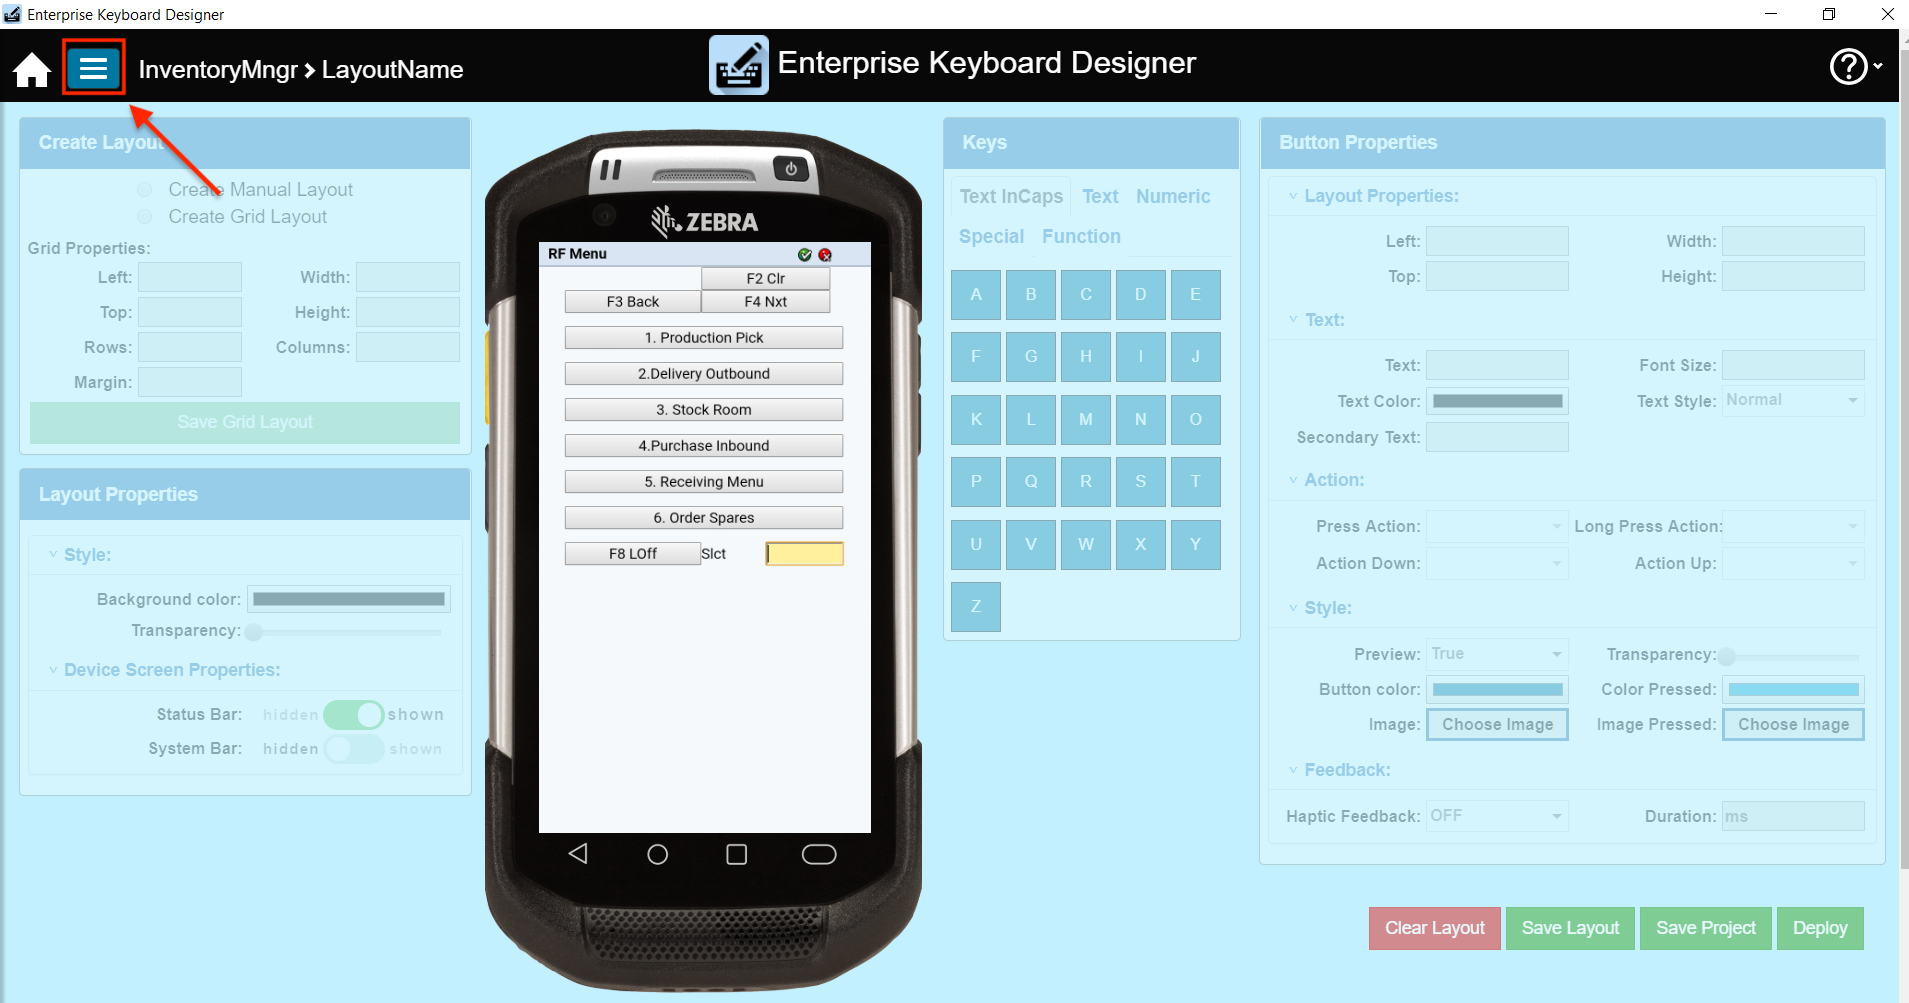 Enterprise Keyboard Designer
InventoryMngr > LayoutName
Enterprise Keyboard Designer
?
Create Layout
Create Manual Layout
Create Grid Layout
Grid Properties:
Left:
Width:
Top:
Height:
Rows:
Columns:
Margin:
Save Grid Layout
Layout Properties
Style:
Background color:
Transparency:
Device Screen Properties:
Status Bar: hidden shown
System Bar: hidden shown
ZEBRA
RF Menu
F2 Clr
F3 Back
F4 Nxt
1. Production Pick
2.Delivery Outbound
3. Stock Room
4.Purchase Inbound
5. Receiving Menu
6. Order Spares
F8 LOff
Slct
Keys
Text InCaps Text Numeric
Special Function
A B C D E
F G H I J
K L M N O
P Q R S T
U V W X Y
Z
Button Properties
Layout Properties:
Left:
Width:
Top:
Height:
Text:
Text:
Font Size:
Text Color:
Text Style: Normal
Secondary Text:
Action:
Press Action:
Long Press Action:
Action Down:
Action Up:
Style:
Preview: True
Transparency:
Button color:
Color Pressed:
Image: Choose Image
Image Pressed: Choose Image
Feedback:
Haptic Feedback: OFF
Duration: ms
Clear Layout
Save Layout
Save Project
Deploy